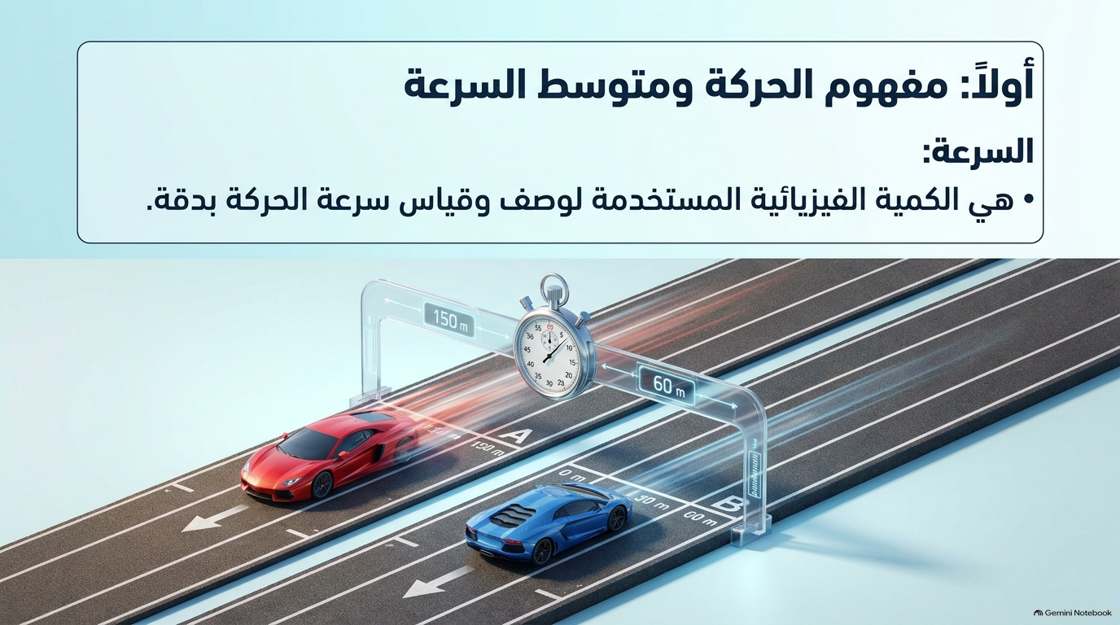 أولاً: مفهوم الحركة ومتوسط السرعة
السرعة:
• هي الكمية الفيزيائية المستخدمة لوصف وقياس سرعة الحركة بدقة.
150 m
60 m
A
B
0 m
30 m
60 m
Gemini Notebook